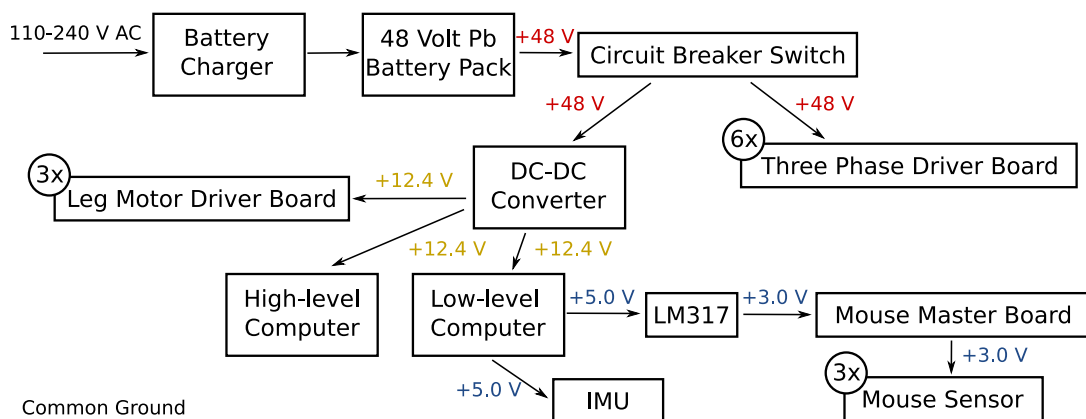 110-240 V AC
Battery
Charger
48 Volt Pb
Battery Pack
+48 V
Circuit Breaker Switch
+48 V
+48 V
6x
Three Phase Driver Board
3x
Leg Motor Driver Board
+12.4 V
DC-DC
Converter
+12.4 V
+12.4 V
High-level
Computer
Low-level
Computer
+5.0 V
LM317
+3.0 V
Mouse Master Board
+3.0 V
3x
Mouse Sensor
+5.0 V
IMU
Common Ground